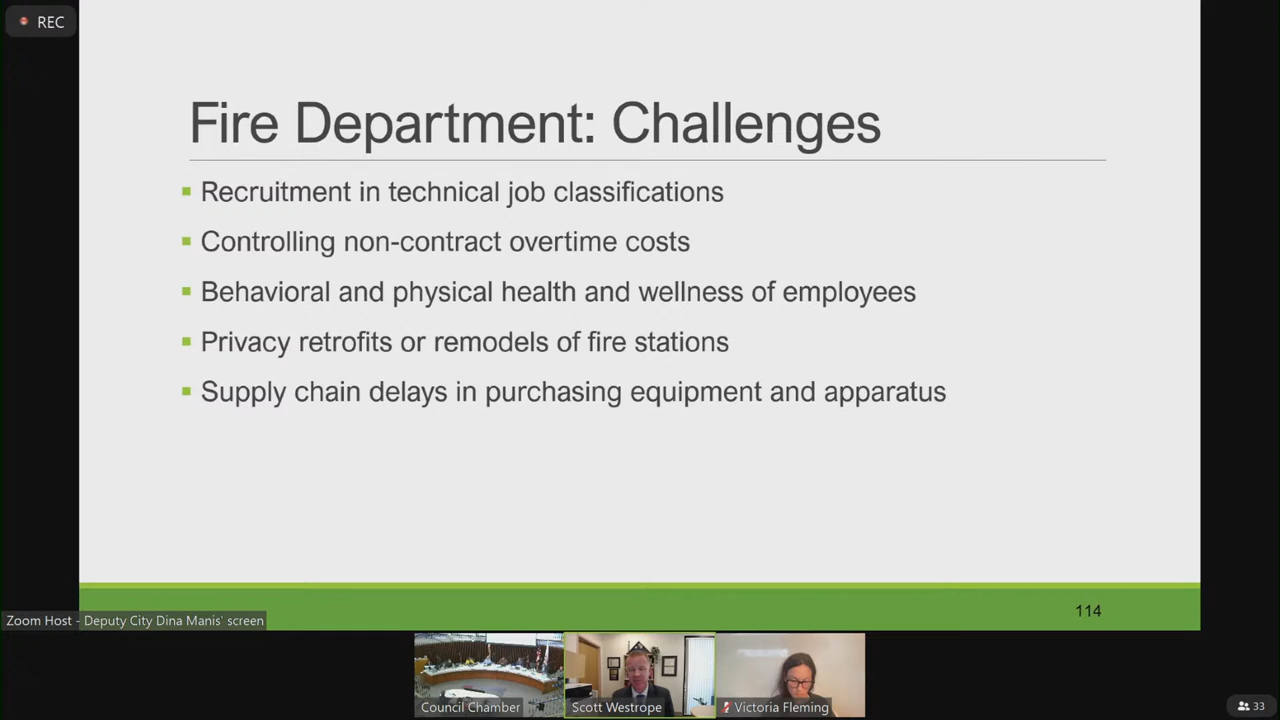 REC
Fire Department: Challenges
Recruitment in technical job classifications
Controlling non-contract overtime costs
Behavioral and physical health and wellness of employees
Privacy retrofits or remodels of fire stations
Supply chain delays in purchasing equipment and apparatus
114
Zoom Host - Deputy City Dina Manis' screen
Council Chamber
Scott Westrope
Victoria Fleming
33